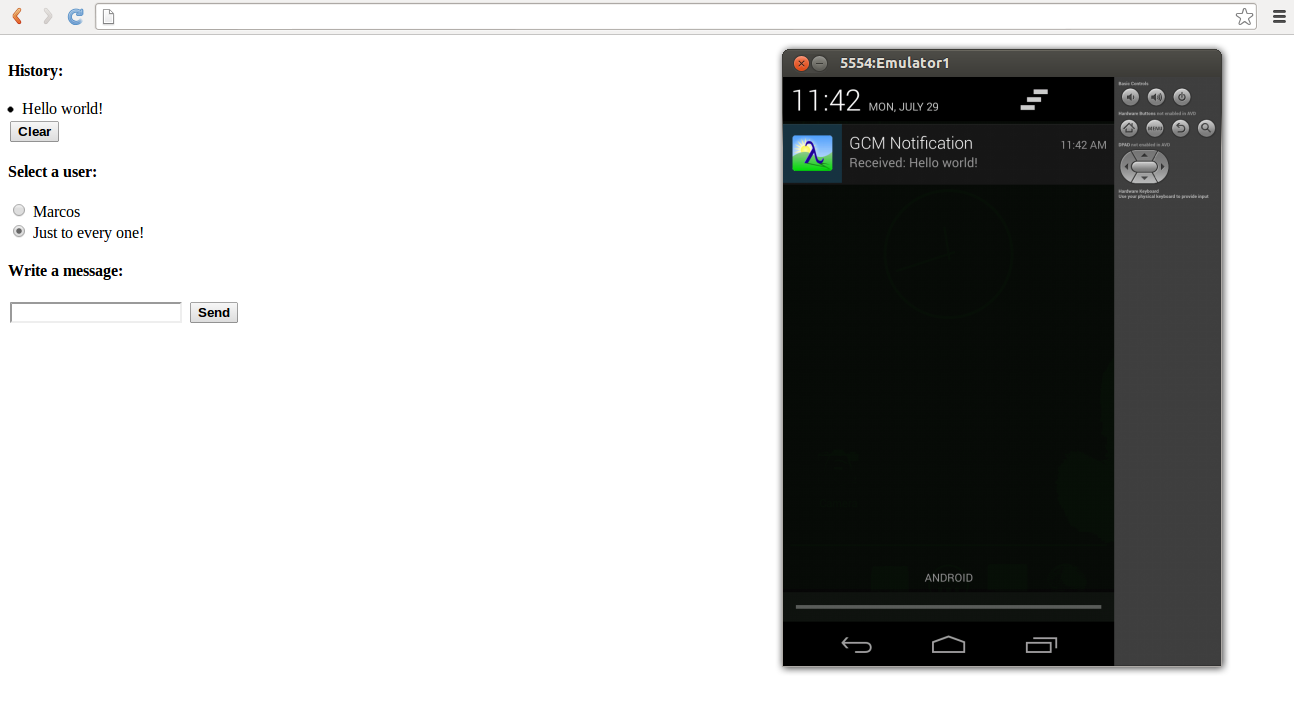 History:
Hello world!
Clear
Select a user:
Marcos
Just to every one!
Write a message:
Send
5554:Emulator1
11:42 MON, JULY 29
GCM Notification 11:42 AM
Received: Hello world!
ANDROID
Basic Controls
Hardware Buttons not enabled in AVD
MENU
DPAD not enabled in AVD
Hardware Keyboard
Use your physical keyboard to provide input